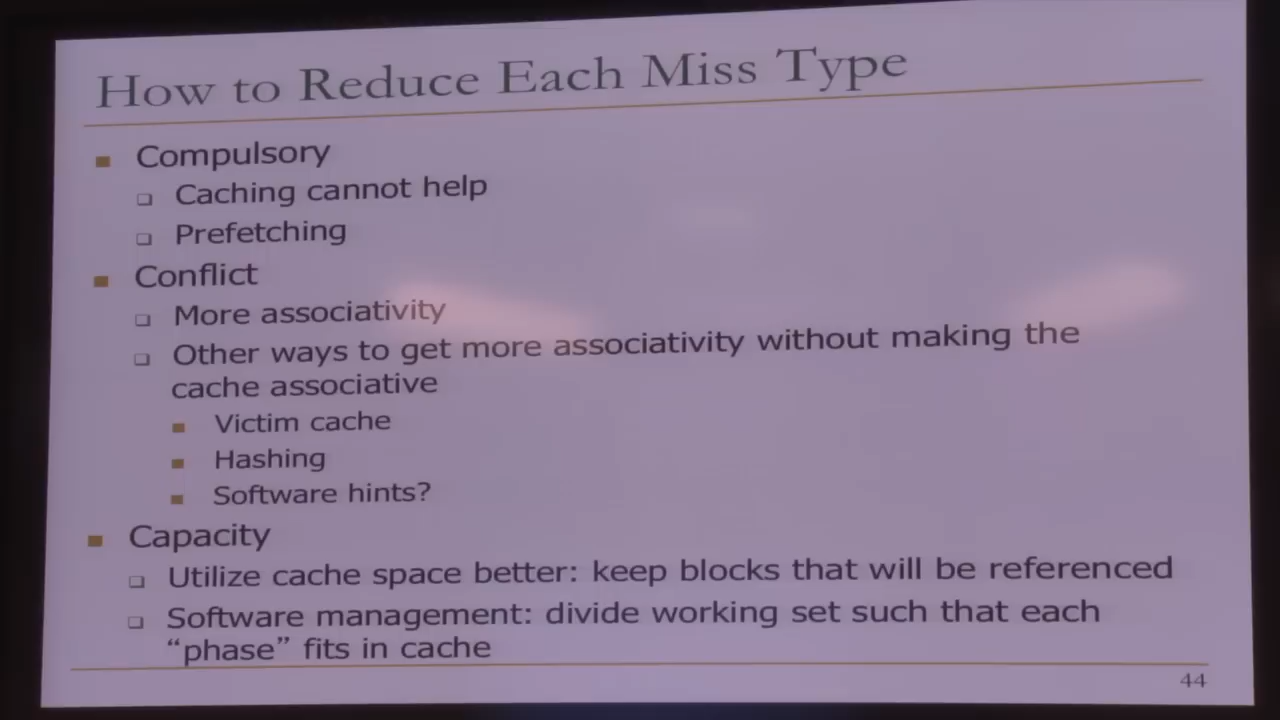 How to Reduce Each Miss Type
Compulsory
Caching cannot help
Prefetching
Conflict
More associativity
Other ways to get more associativity without making the
cache associative
Victim cache
Hashing
Software hints?
Capacity
Utilize cache space better: keep blocks that will be referenced
Software management: divide working set such that each
“phase” fits in cache
44